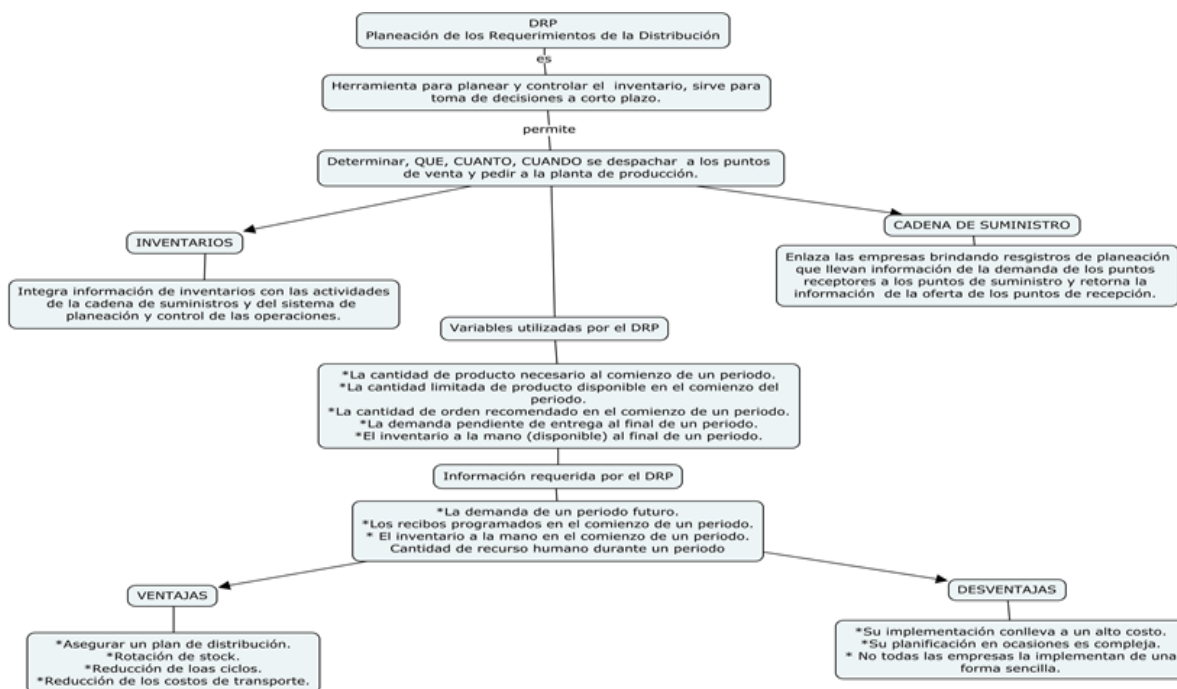 DRP
Planeación de los Requerimientos de la Distribución
es
Herramienta para planear y controlar el inventario, sirve para
toma de decisiones a corto plazo.
permite
Determinar, QUE, CUANTO, CUANDO se despachar a los puntos
de venta y pedir a la planta de producción.
INVENTARIOS
Integra información de inventarios con las actividades
de la cadena de suministros y del sistema de
planeación y control de las operaciones.
CADENA DE SUMINISTRO
Enlaza las empresas brindando resgistros de planeación
que llevan información de la demanda de los puntos
receptores a los puntos de suministro y retorna la
información de la oferta de los puntos de recepción.
Variables utilizadas por el DRP
*La cantidad de producto necesario al comienzo de un periodo.
*La cantidad limitada de producto disponible en el comienzo del
periodo.
*La cantidad de orden recomendado en el comienzo de un periodo.
*La demanda pendiente de entrega al final de un periodo.
*El inventario a la mano (disponible) al final de un periodo.
Información requerida por el DRP
*La demanda de un periodo futuro.
*Los recibos programados en el comienzo de un periodo.
* El inventario a la mano en el comienzo de un periodo.
Cantidad de recurso humano durante un periodo
VENTAJAS
*Asegurar un plan de distribución.
*Rotación de stock.
*Reducción de loas ciclos.
*Reducción de los costos de transporte.
DESVENTAJAS
*Su implementación conlleva a un alto costo.
*Su planificación en ocasiones es compleja.
* No todas las empresas la implementan de una
forma sencilla.